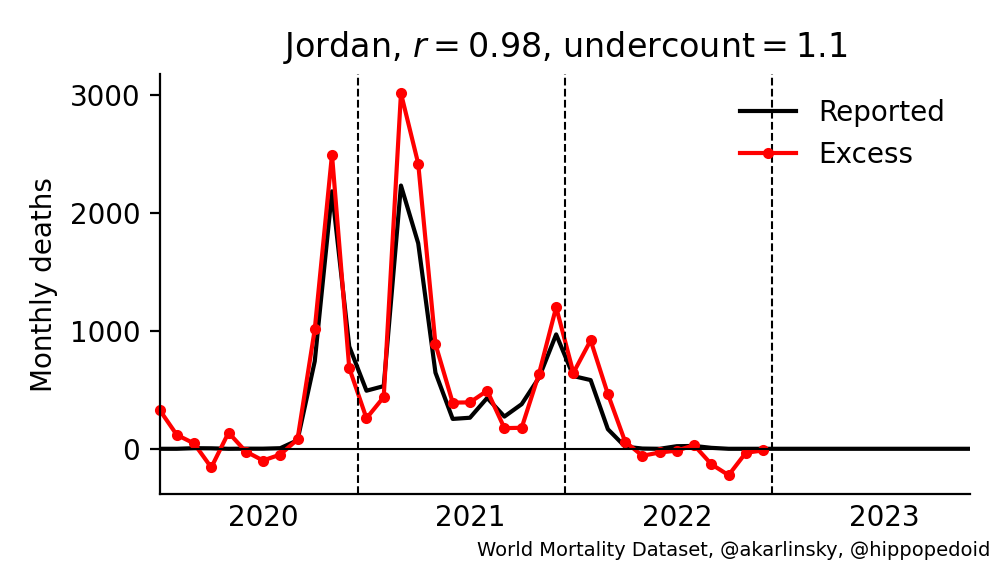 Jordan, r = 0.98, undercount = 1.1
Reported
Excess
Monthly deaths
3000
2000
1000
0
2020 2021 2022 2023
World Mortality Dataset, @akarlinsky, @hippopedoid